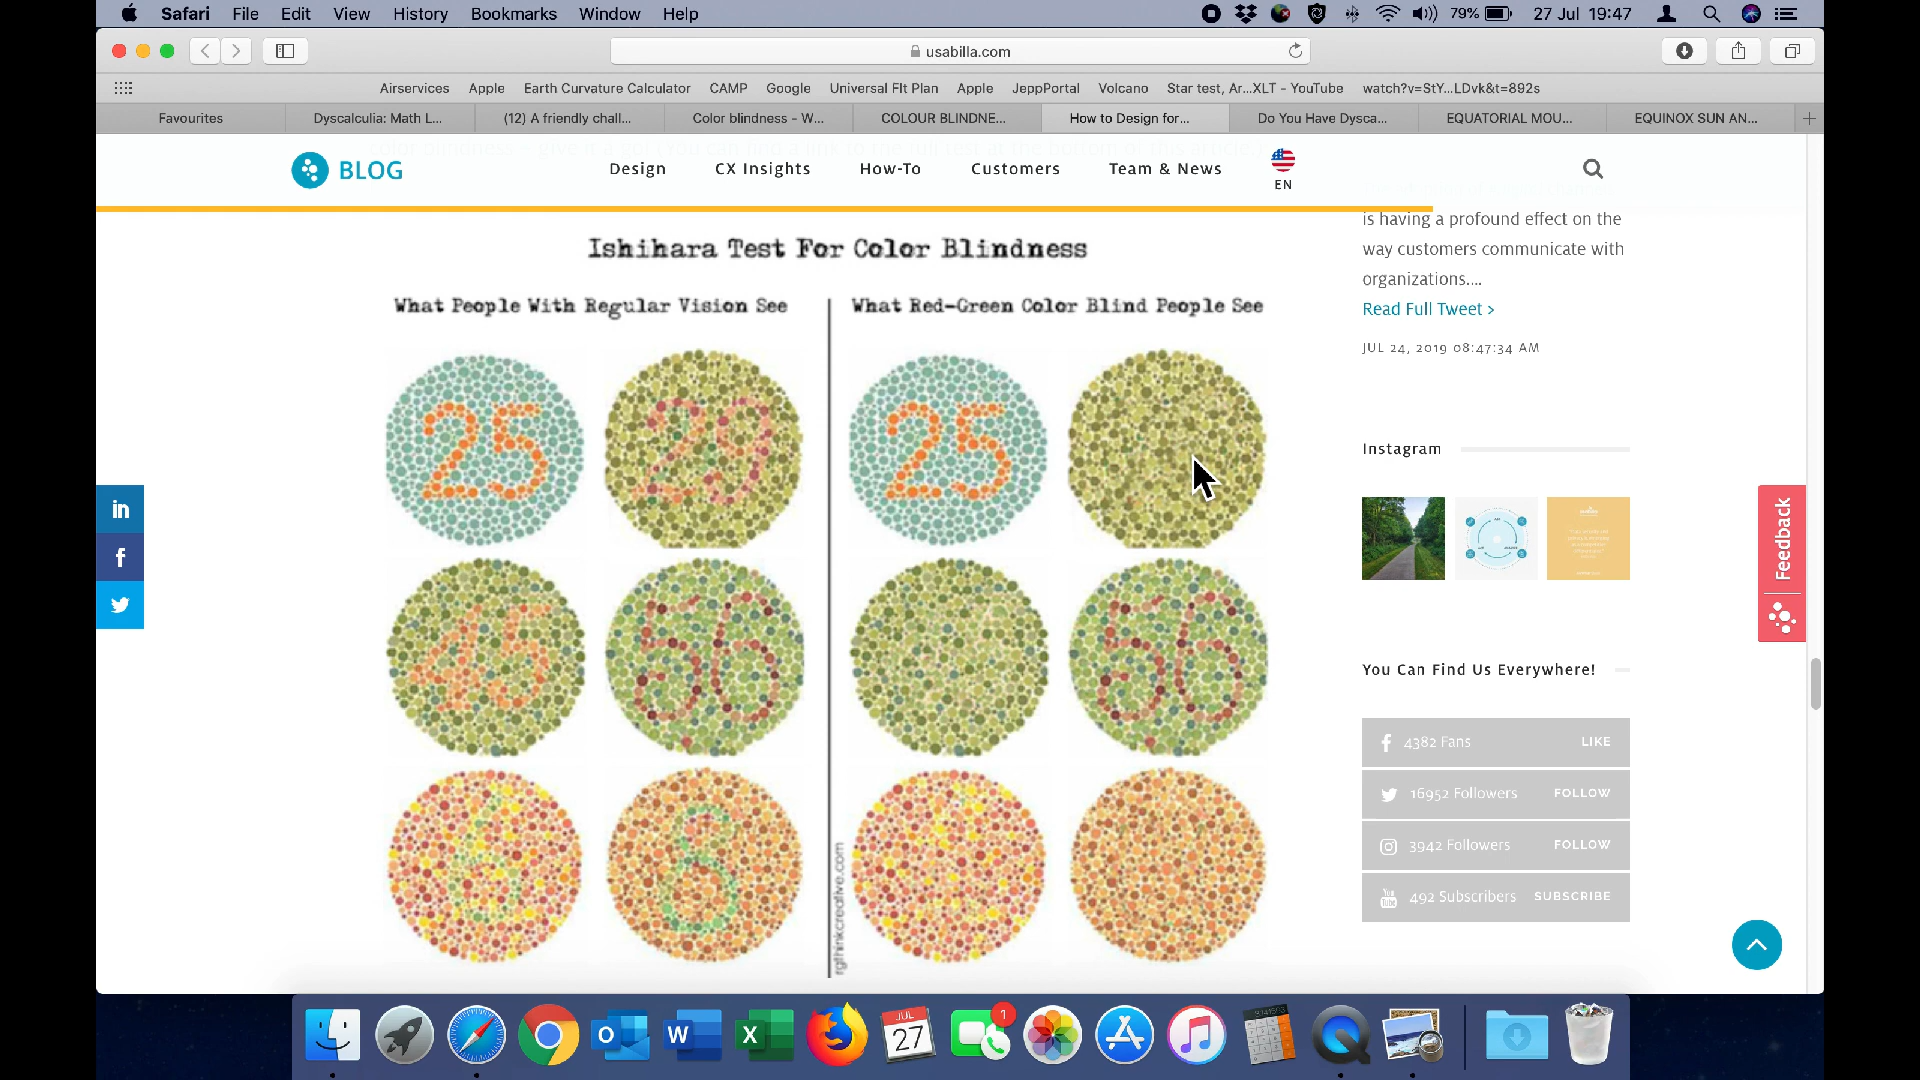 Safari File Edit View History Bookmarks Window Help 79% 27 Jul 19:47
usabilla.com
Airservices Apple Earth Curvature Calculator CAMP Google Universal Flt Plan Apple JeppPortal Volcano Star test, Ar...XLT - YouTube watch?v=StY...LDvk&t=892s
Favourites Dyscalculia: Math L... (12) A friendly chall... Color blindness - W... COLOUR BLINDNE... How to Design for... Do You Have Dysca... EQUATORIAL MOU... EQUINOX SUN AN...
BLOG Design CX Insights How-To Customers Team & News EN
is having a profound effect on the
way customers communicate with
organizations....
Read Full Tweet >
JUL 24, 2019 08:47:34 AM
Ishihara Test For Color Blindness
What People With Regular Vision See
What Red-Green Color Blind People See
25 29 25
45 56 56
6 8
rgthinkcreative.com
Instagram
You Can Find Us Everywhere!
4382 Fans LIKE
16952 Followers FOLLOW
3942 Followers FOLLOW
492 Subscribers SUBSCRIBE
Feedback
in
f
JUL
27
1